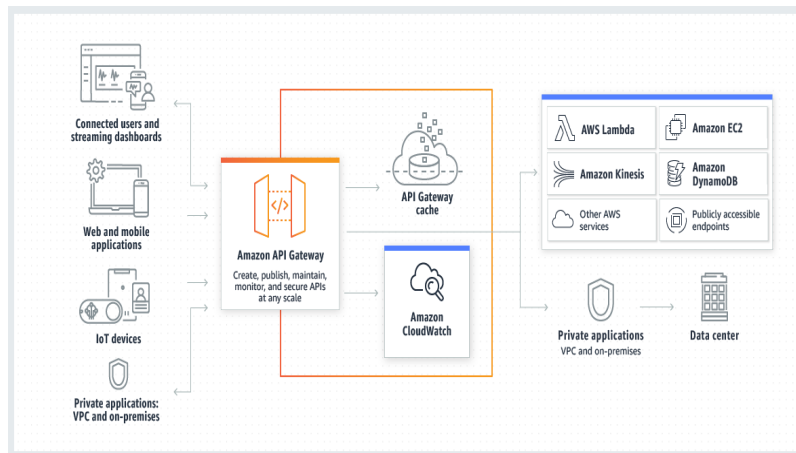 Connected users and
streaming dashboards
Web and mobile
applications
IoT devices
Private applications:
VPC and on-premises
</>
Amazon API Gateway
Create, publish, maintain,
monitor, and secure APIs
at any scale
API Gateway
cache
Amazon
CloudWatch
AWS Lambda
Amazon EC2
Amazon Kinesis
Amazon
DynamoDB
Other AWS
services
Publicly accessible
endpoints
Private applications
VPC and on-premises
Data center